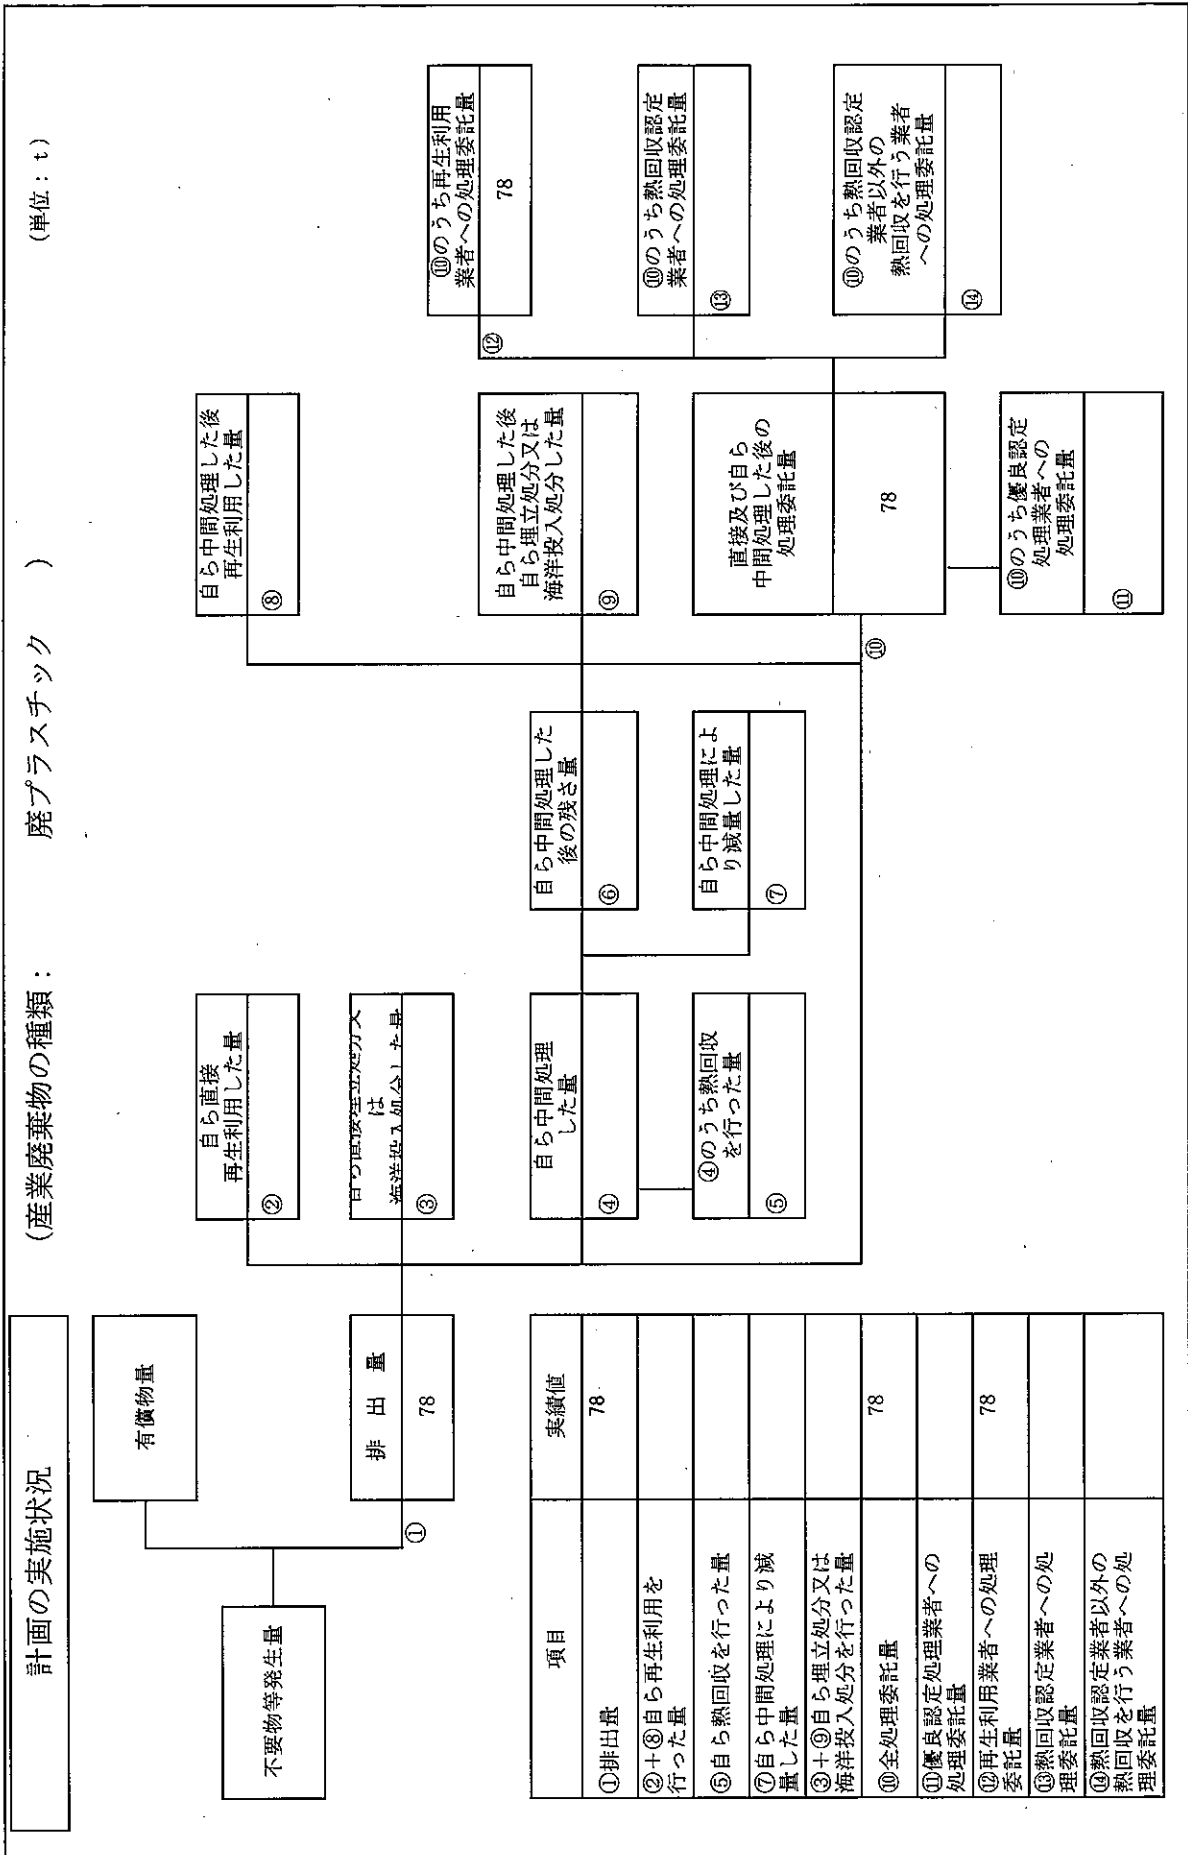 計画の実施状況
(産業廃棄物の種類： 廃プラスチック )
(単位：t)
不要物等発生量
有償物量
①
排 出 量
78
自ら直接
再生利用した量
②
自ら直接埋立処分又
は
海洋投入処分した量
③
自ら中間処理
した量
④
④のうち熱回収
を行った量
⑤
自ら中間処理した
後の残さ量
⑥
自ら中間処理によ
り減量した量
⑦
自ら中間処理した後
再生利用した量
⑧
自ら中間処理した後
自ら埋立処分又は
海洋投入処分した量
⑨
直接及び自ら
中間処理した後の
処理委託量
78
⑩
⑩のうち優良認定
処理業者への
処理委託量
⑪
⑩のうち再生利用
業者への処理委託量
78
⑫
⑩のうち熱回収認定
業者への処理委託量
⑬
⑩のうち熱回収認定
業者以外の
熱回収を行う業者
への処理委託量
⑭
項目 実績値
①排出量 78
②+⑧自ら再生利用を
行った量
⑤自ら熱回収を行った量
⑦自ら中間処理により減
量した量
③+⑨自ら埋立処分又は
海洋投入処分を行った量
⑩全処理委託量 78
⑪優良認定処理業者への
処理委託量
⑫再生利用業者への処理
委託量 78
⑬熱回収認定業者への処
理委託量
⑭熱回収認定業者以外の
熱回収を行う業者への処
理委託量